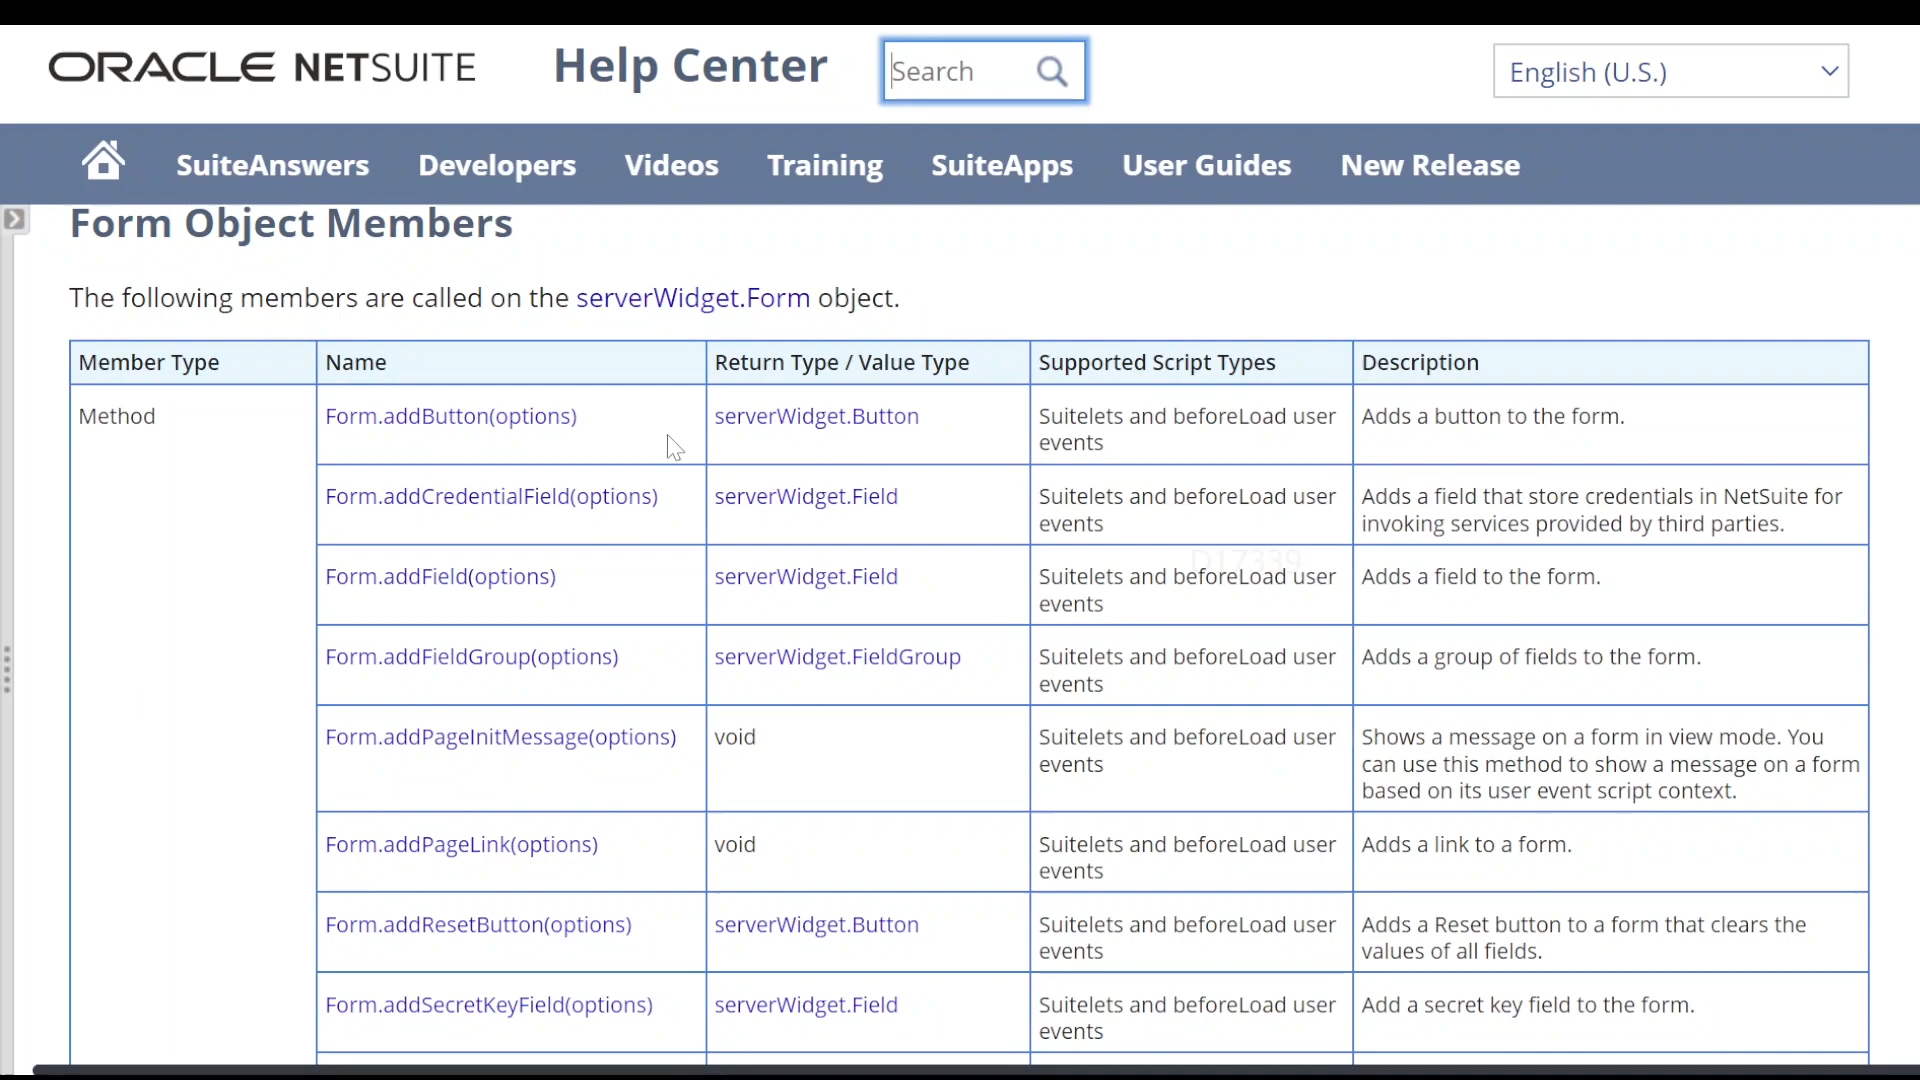 ORACLE NETSUITE
Help Center
Search
English (U.S.)
SuiteAnswers Developers Videos Training SuiteApps User Guides New Release
Form Object Members
The following members are called on the serverWidget.Form object.
Member Type Name Return Type / Value Type Supported Script Types Description
Method Form.addButton(options) serverWidget.Button Suitelets and beforeLoad user Adds a button to the form.
events
Form.addCredentialField(options) serverWidget.Field Suitelets and beforeLoad user Adds a field that store credentials in NetSuite for
events invoking services provided by third parties.
D17339
Form.addField(options) serverWidget.Field Suitelets and beforeLoad user Adds a field to the form.
events
Form.addFieldGroup(options) serverWidget.FieldGroup Suitelets and beforeLoad user Adds a group of fields to the form.
events
Form.addPageInitMessage(options) void Suitelets and beforeLoad user Shows a message on a form in view mode. You
events can use this method to show a message on a form
based on its user event script context.
Form.addPageLink(options) void Suitelets and beforeLoad user Adds a link to a form.
events
Form.addResetButton(options) serverWidget.Button Suitelets and beforeLoad user Adds a Reset button to a form that clears the
events values of all fields.
Form.addSecretKeyField(options) serverWidget.Field Suitelets and beforeLoad user Add a secret key field to the form.
events